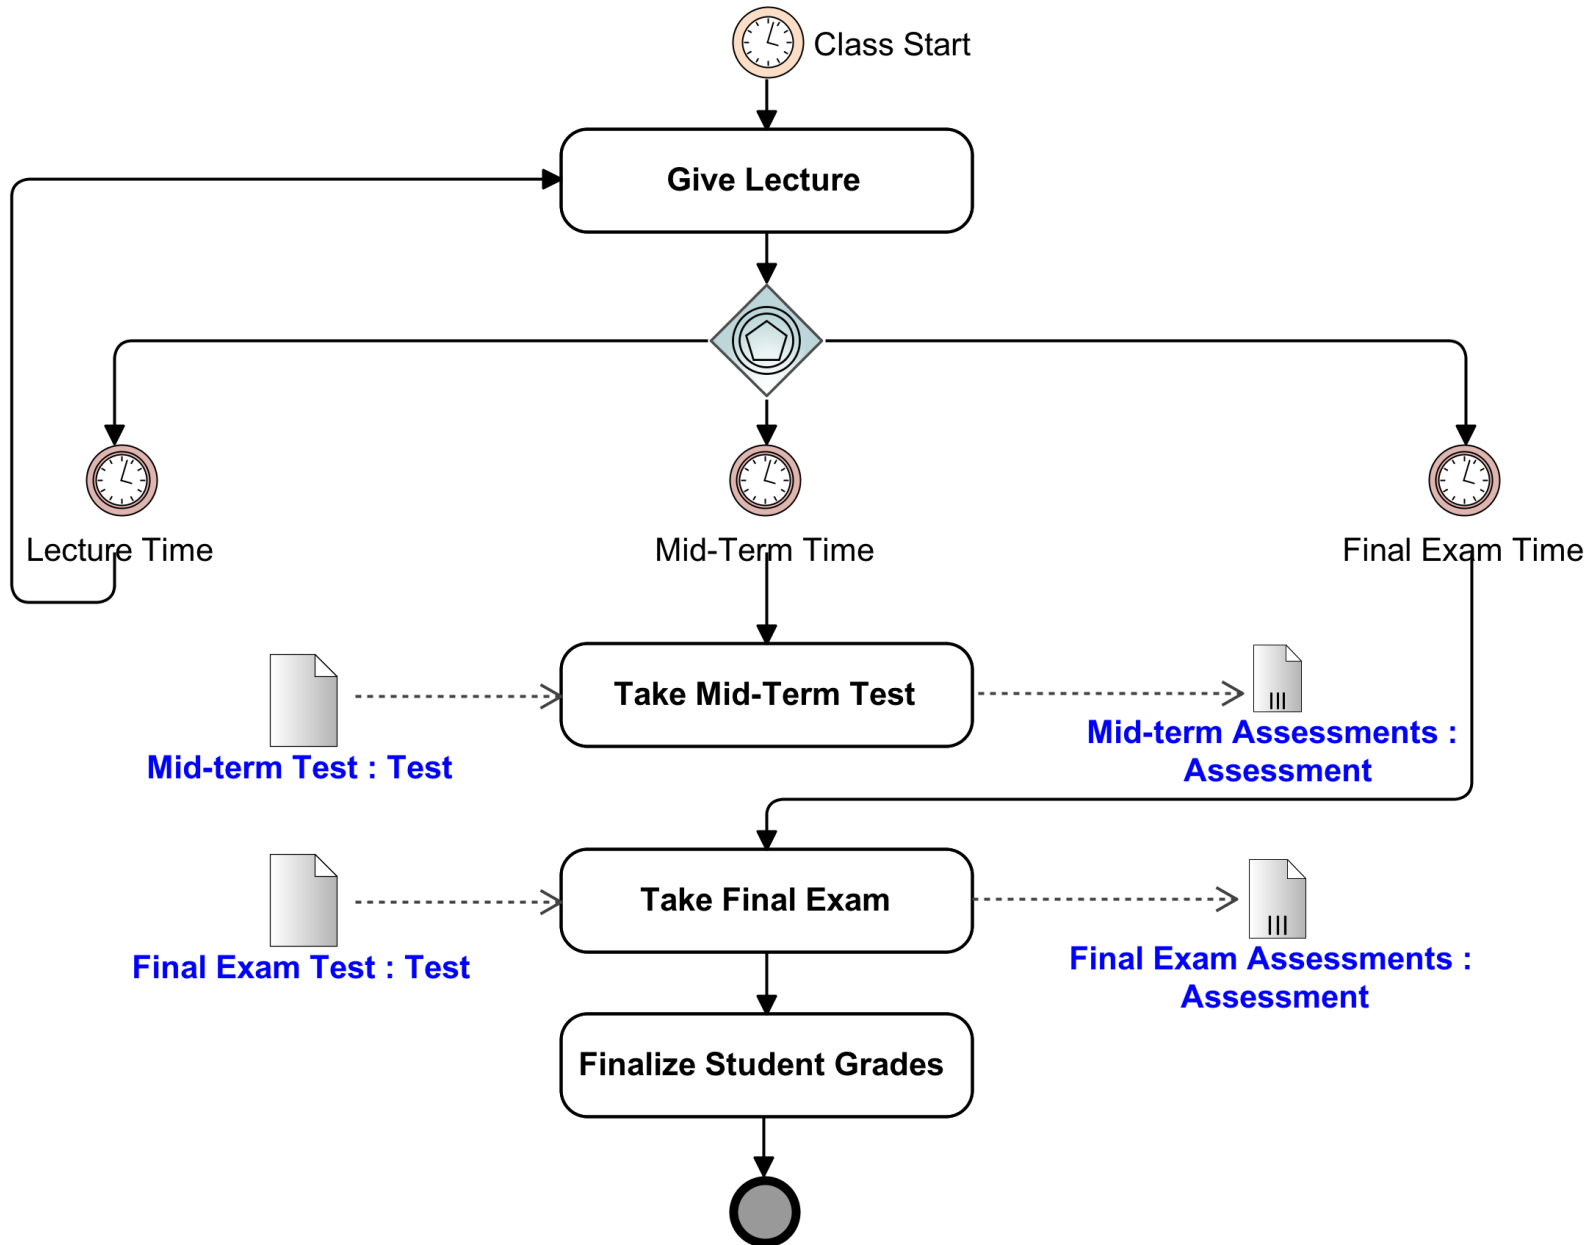 Class Start
Give Lecture
Lecture Time
Mid-Term Time
Final Exam Time
Take Mid-Term Test
Mid-term Test : Test
Mid-term Assessments :
Assessment
Take Final Exam
Final Exam Test : Test
Final Exam Assessments :
Assessment
Finalize Student Grades